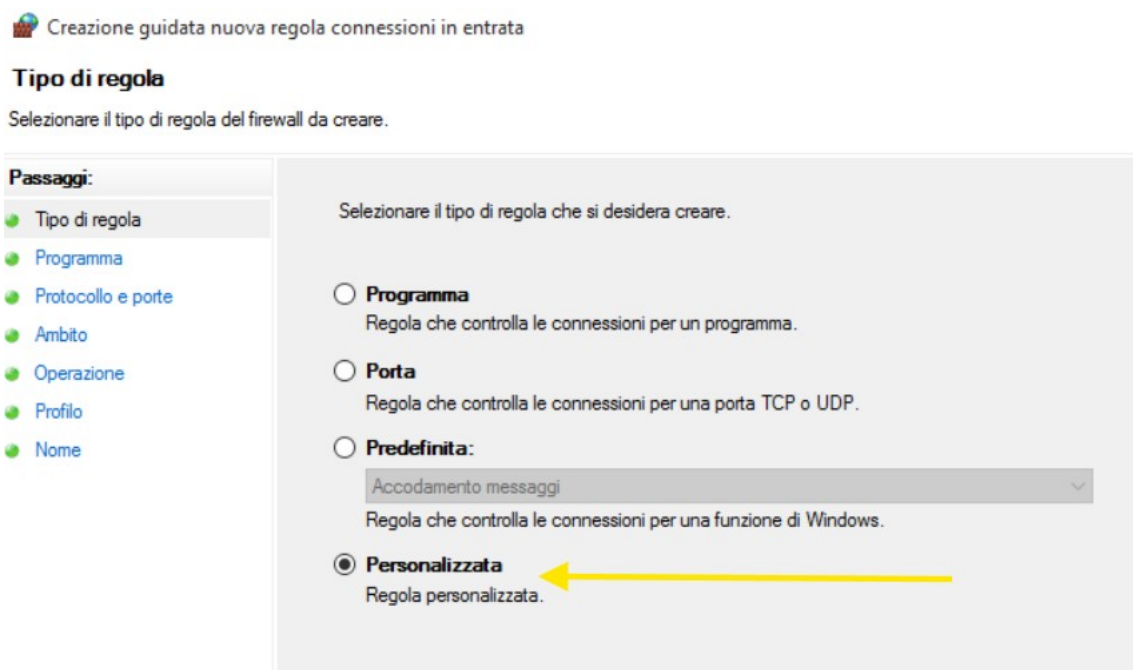 Creazione guidata nuova regola connessioni in entrata
Tipo di regola
Selezionare il tipo di regola del firewall da creare.
Passaggi:
Tipo di regola
Programma
Protocollo e porte
Ambito
Operazione
Profilo
Nome
Selezionare il tipo di regola che si desidera creare.
Programma
Regola che controlla le connessioni per un programma.
Porta
Regola che controlla le connessioni per una porta TCP o UDP.
Predefinita:
Accodamento messaggi
Regola che controlla le connessioni per una funzione di Windows.
Personalizzata
Regola personalizzata.